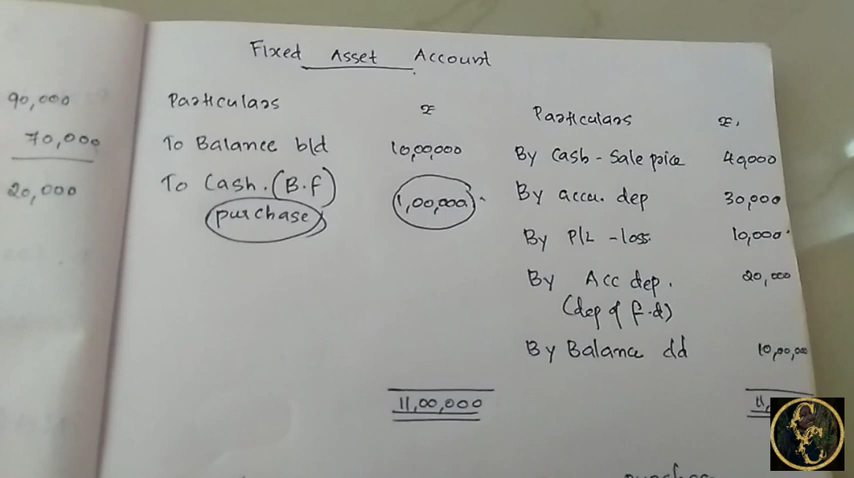 Fixed Asset Account
90,000
70,000
20,000
Particulars ₹ Particulars ₹.
To Balance b/d 10,00,000 By Cash - Sale price 40,000
To Cash. (B.f) 1,00,000 By accu. dep 30,000
purchase
By P/L - loss. 10,000
By Acc dep. 20,000
(dep of f.d)
By Balance c/d 10,00,000
11,00,000 11,